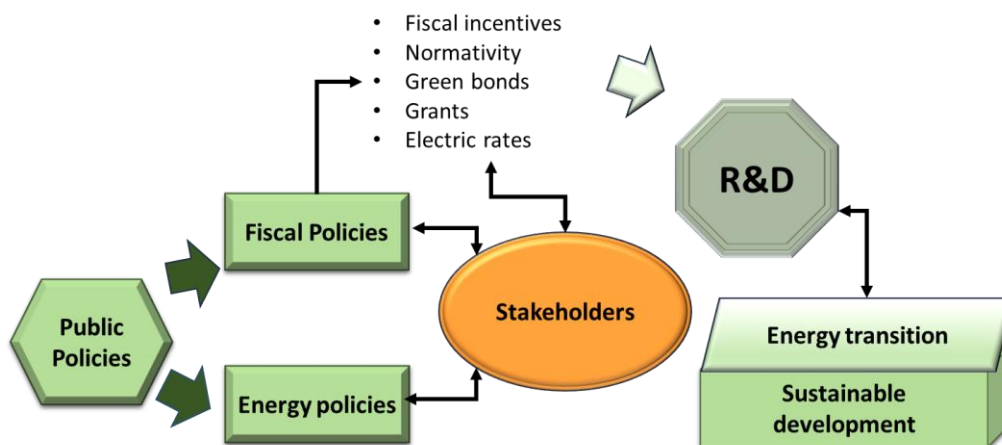 • Fiscal incentives
• Normativity
• Green bonds
• Grants
• Electric rates
R&D
Fiscal Policies
Stakeholders
Public
Policies
Energy policies
Energy transition
Sustainable
development